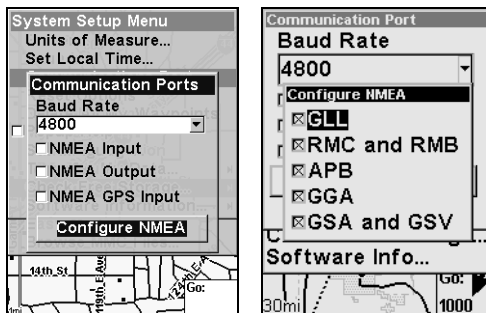 System Setup Menu
Units of Measure...
Set Local Time...
Communication Ports
Baud Rate
4800
NMEA Input
NMEA Output
NMEA GPS Input
Configure NMEA
14th St
119th E Ave
Go:
Communication Port
Baud Rate
4800
Configure NMEA
GLL
RMC and RMB
APB
GGA
GSA and GSV
Software Info...
30mi
Go:
1000